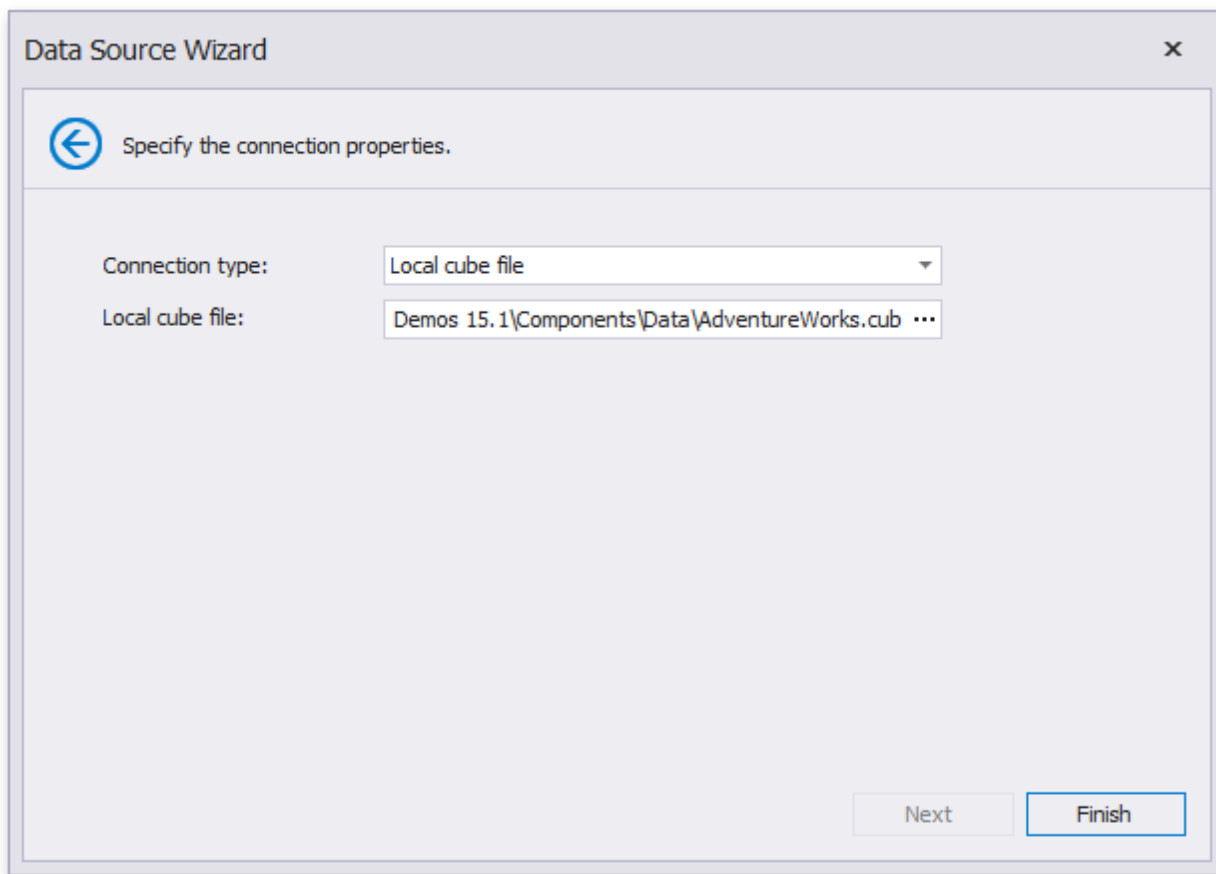 Data Source Wizard
Specify the connection properties.
Connection type: Local cube file
Local cube file: Demos 15.1\Components\Data\AdventureWorks.cub ...
Next Finish